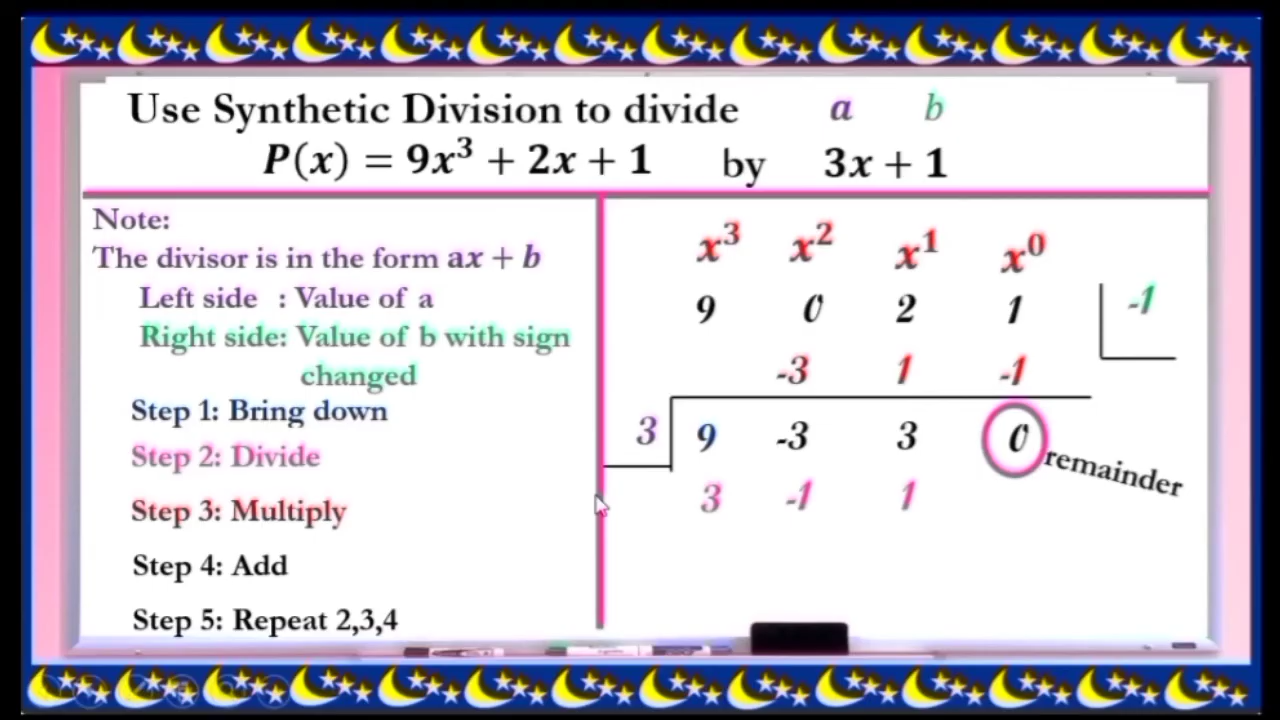 Use Synthetic Division to divide a b
P(x) = 9x³ + 2x + 1 by 3x + 1
Note:
The divisor is in the form ax + b
Left side : Value of a
Right side: Value of b with sign
changed
Step 1: Bring down
Step 2: Divide
Step 3: Multiply
Step 4: Add
Step 5: Repeat 2,3,4
x³ x² x¹ x⁰
9 0 2 1 -1
-3 1 -1
3 9 -3 3 0 remainder
3 -1 1